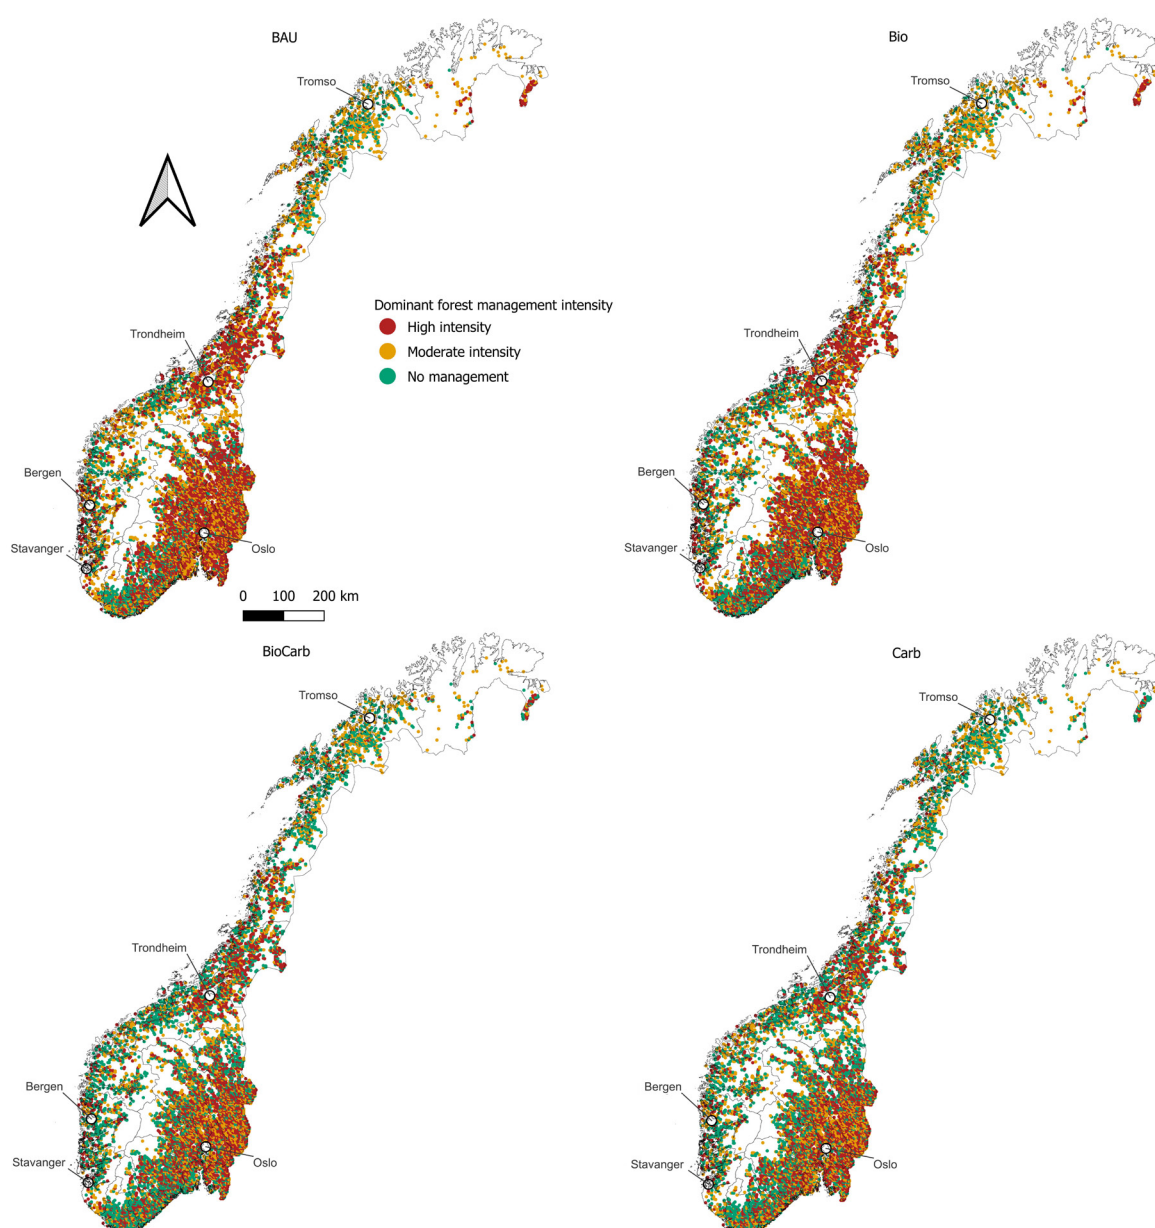 BAU
Tromso
Trondheim
Bergen
Stavanger
Oslo
0 100 200 km
Dominant forest management intensity
High intensity
Moderate intensity
No management
Bio
Tromso
Trondheim
Bergen
Stavanger
Oslo
BioCarb
Tromso
Trondheim
Bergen
Stavanger
Oslo
Carb
Tromso
Trondheim
Bergen
Stavanger
Oslo